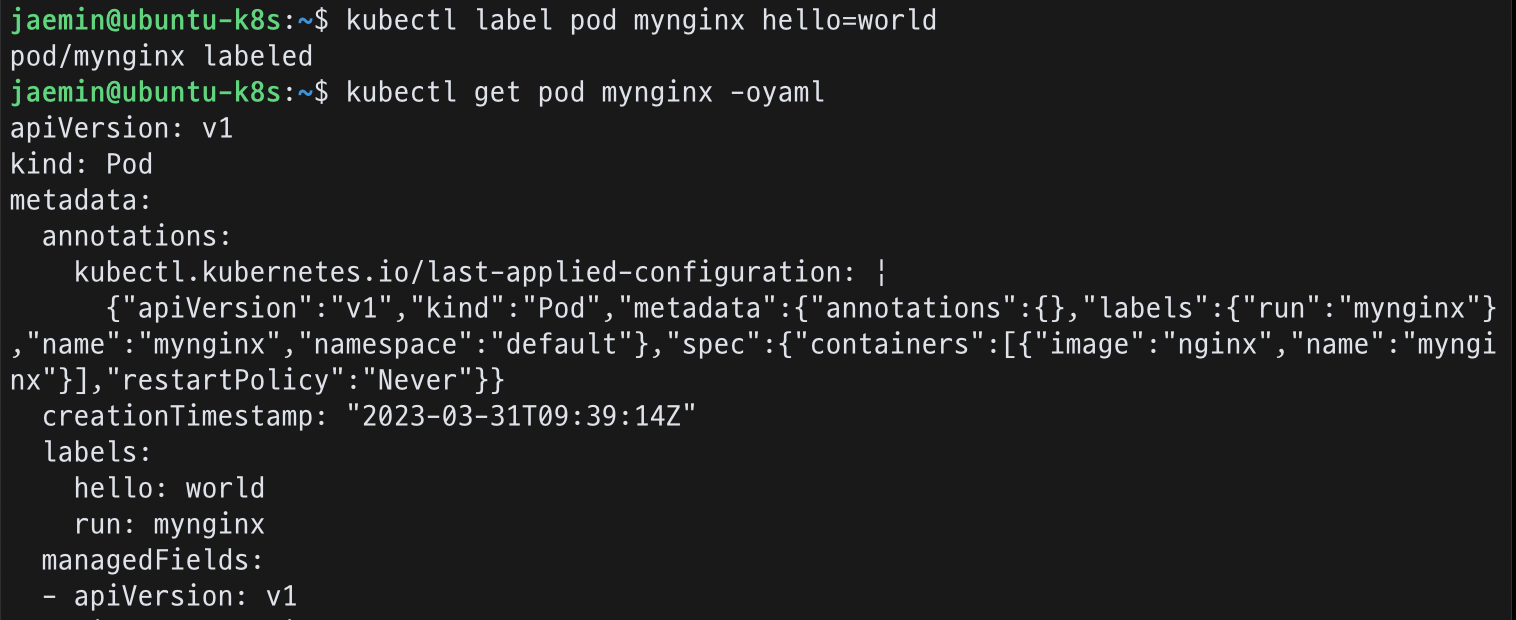 jaemin@ubuntu-k8s:~$ kubectl label pod mynginx hello=world
pod/mynginx labeled
jaemin@ubuntu-k8s:~$ kubectl get pod mynginx -oyaml
apiVersion: v1
kind: Pod
metadata:
  annotations:
    kubectl.kubernetes.io/last-applied-configuration: |
      {"apiVersion":"v1","kind":"Pod","metadata":{"annotations":{},"labels":{"run":"mynginx"}
,"name":"mynginx","namespace":"default"},"spec":{"containers":[{"image":"nginx","name":"myngi
nx"}],"restartPolicy":"Never"}}
  creationTimestamp: "2023-03-31T09:39:14Z"
  labels:
    hello: world
    run: mynginx
  managedFields:
  - apiVersion: v1